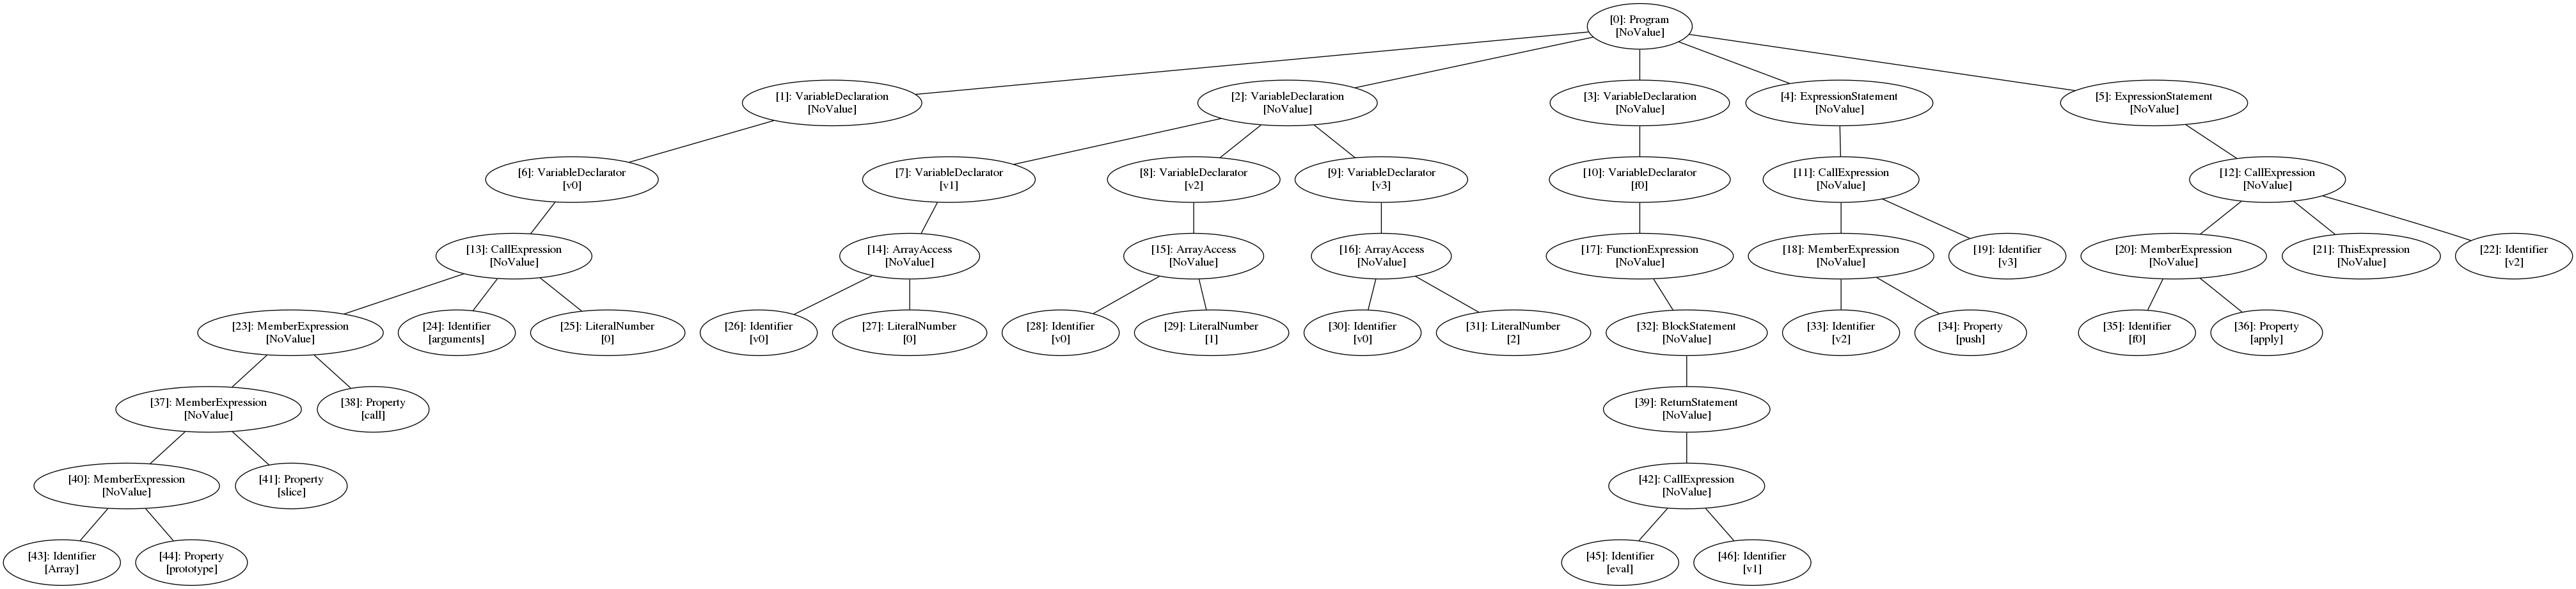 [0]: Program
[NoValue]
[1]: VariableDeclaration
[NoValue]
[2]: VariableDeclaration
[NoValue]
[3]: VariableDeclaration
[NoValue]
[4]: ExpressionStatement
[NoValue]
[5]: ExpressionStatement
[NoValue]
[6]: VariableDeclarator
[v0]
[7]: VariableDeclarator
[v1]
[8]: VariableDeclarator
[v2]
[9]: VariableDeclarator
[v3]
[10]: VariableDeclarator
[f0]
[11]: CallExpression
[NoValue]
[12]: CallExpression
[NoValue]
[13]: CallExpression
[NoValue]
[14]: ArrayAccess
[NoValue]
[15]: ArrayAccess
[NoValue]
[16]: ArrayAccess
[NoValue]
[17]: FunctionExpression
[NoValue]
[18]: MemberExpression
[NoValue]
[19]: Identifier
[v3]
[20]: MemberExpression
[NoValue]
[21]: ThisExpression
[NoValue]
[22]: Identifier
[v2]
[23]: MemberExpression
[NoValue]
[24]: Identifier
[arguments]
[25]: LiteralNumber
[0]
[26]: Identifier
[v0]
[27]: LiteralNumber
[0]
[28]: Identifier
[v0]
[29]: LiteralNumber
[1]
[30]: Identifier
[v0]
[31]: LiteralNumber
[2]
[32]: BlockStatement
[NoValue]
[33]: Identifier
[v2]
[34]: Property
[push]
[35]: Identifier
[f0]
[36]: Property
[apply]
[37]: MemberExpression
[NoValue]
[38]: Property
[call]
[39]: ReturnStatement
[NoValue]
[40]: MemberExpression
[NoValue]
[41]: Property
[slice]
[42]: CallExpression
[NoValue]
[43]: Identifier
[Array]
[44]: Property
[prototype]
[45]: Identifier
[eval]
[46]: Identifier
[v1]